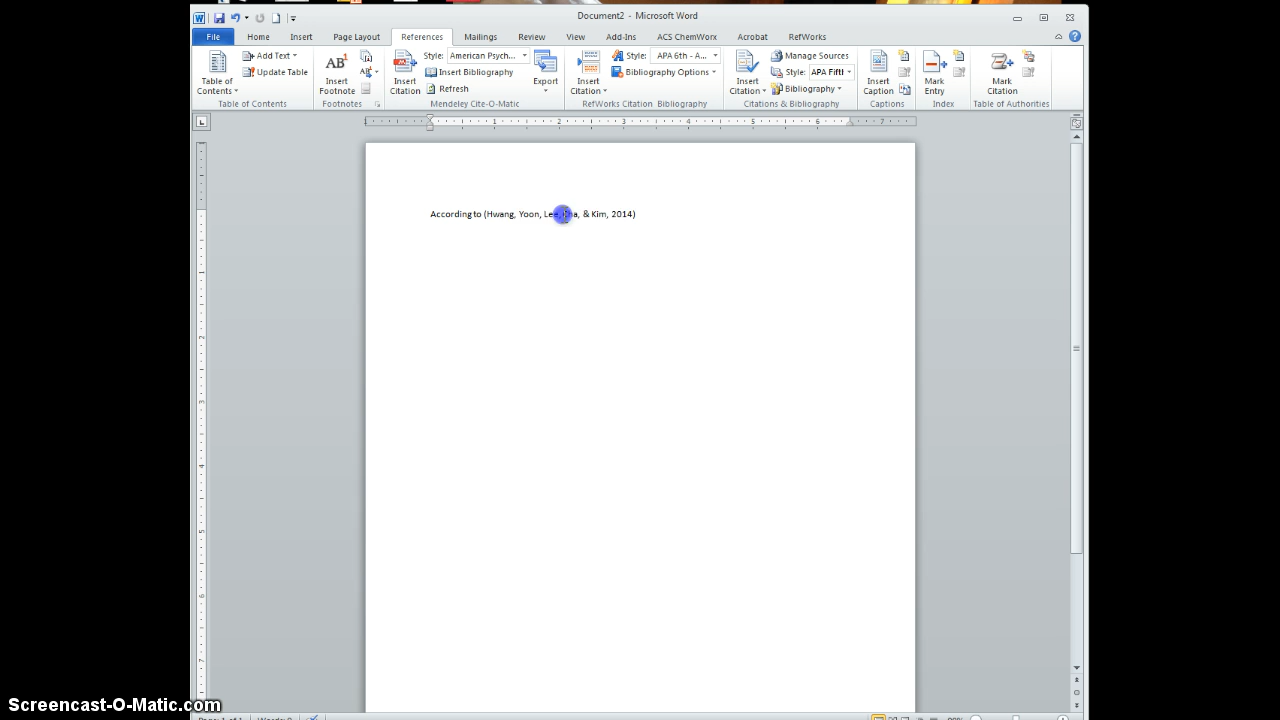 Document2 - Microsoft Word
File Home Insert Page Layout References Mailings Review View Add-Ins ACS ChemWorx Acrobat RefWorks
Table of Contents
Add Text
Update Table
Table of Contents
AB¹
Insert Footnote
Footnotes
Insert Citation
Style: American Psych...
Insert Bibliography
Refresh
Export
Mendeley Cite-O-Matic
Insert Citation
Style: APA 6th - A...
Bibliography Options
RefWorks Citation Bibliography
Insert Citation
Manage Sources
Style: APA Fift
Bibliography
Citations & Bibliography
Insert Caption
Captions
Mark Entry
Index
Mark Citation
Table of Authorities
According to (Hwang, Yoon, Lee, Cha, & Kim, 2014)
Screencast-O-Matic.com